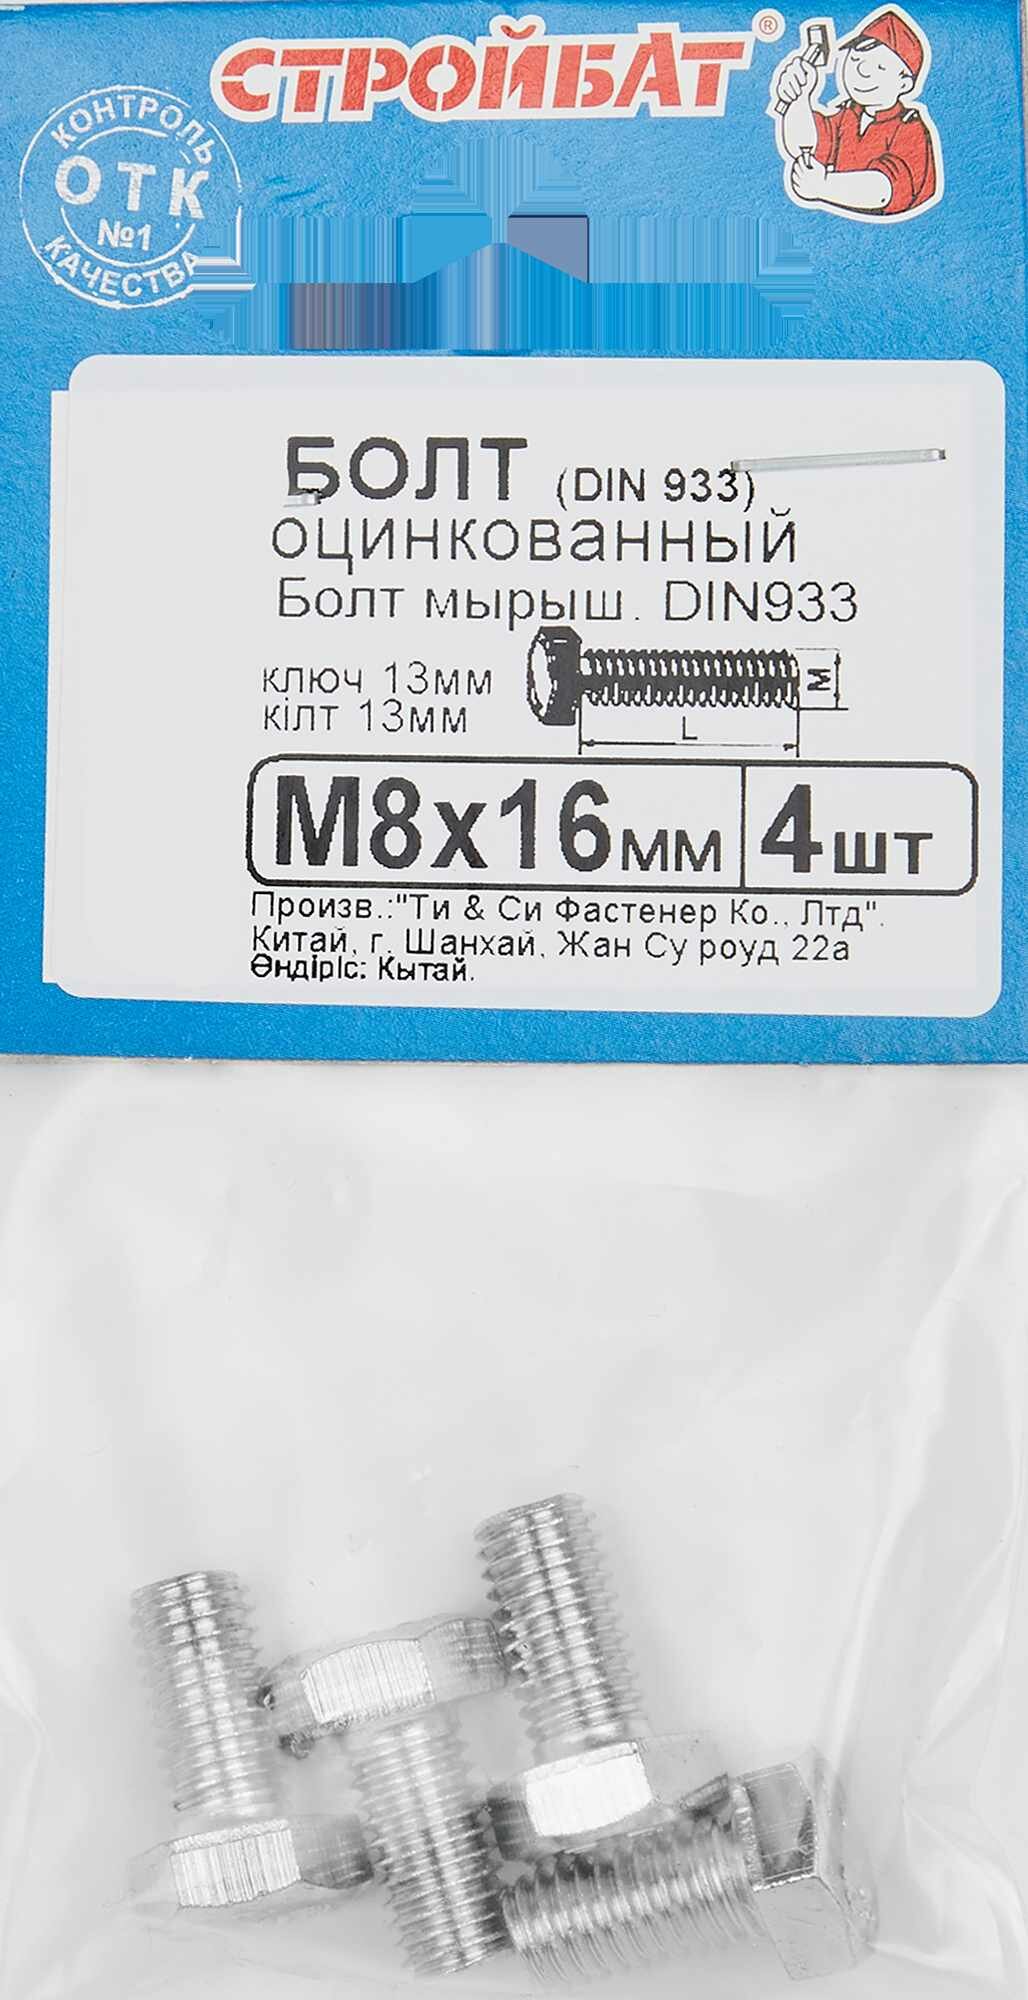 СТРОЙБАТ®
КОНТРОЛЬ
ОТК
№1
КАЧЕСТВА
БОЛТ (DIN 933)
оцинкованный
Болт мырыш. DIN933
ключ 13мм
кілт 13мм
M
L
М8х16мм 4шт
Произв.:"Ти & Си Фастенер Ко., Лтд".
Китай, г. Шанхай, Жан Су роуд 22а
Өндіріс: Кытай.